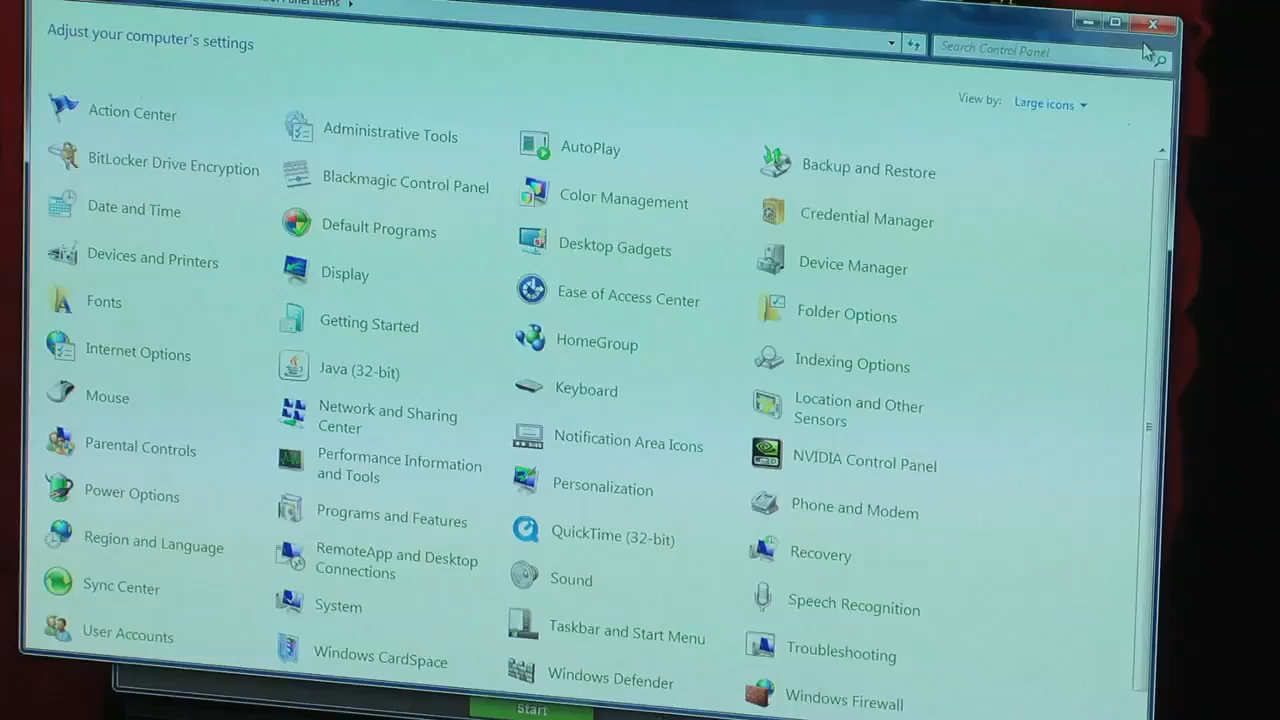 Adjust your computer's settings
Search Control Panel
View by: Large icons
Action Center
Administrative Tools
AutoPlay
Backup and Restore
BitLocker Drive Encryption
Blackmagic Control Panel
Color Management
Credential Manager
Date and Time
Default Programs
Desktop Gadgets
Device Manager
Devices and Printers
Display
Ease of Access Center
Folder Options
Fonts
Getting Started
HomeGroup
Indexing Options
Internet Options
Java (32-bit)
Keyboard
Location and Other
Sensors
Mouse
Network and Sharing
Center
Notification Area Icons
NVIDIA Control Panel
Parental Controls
Performance Information
and Tools
Personalization
Phone and Modem
Power Options
Programs and Features
QuickTime (32-bit)
Recovery
Region and Language
RemoteApp and Desktop
Connections
Sound
Speech Recognition
Sync Center
System
Taskbar and Start Menu
Troubleshooting
User Accounts
Windows CardSpace
Windows Defender
Windows Firewall
Start